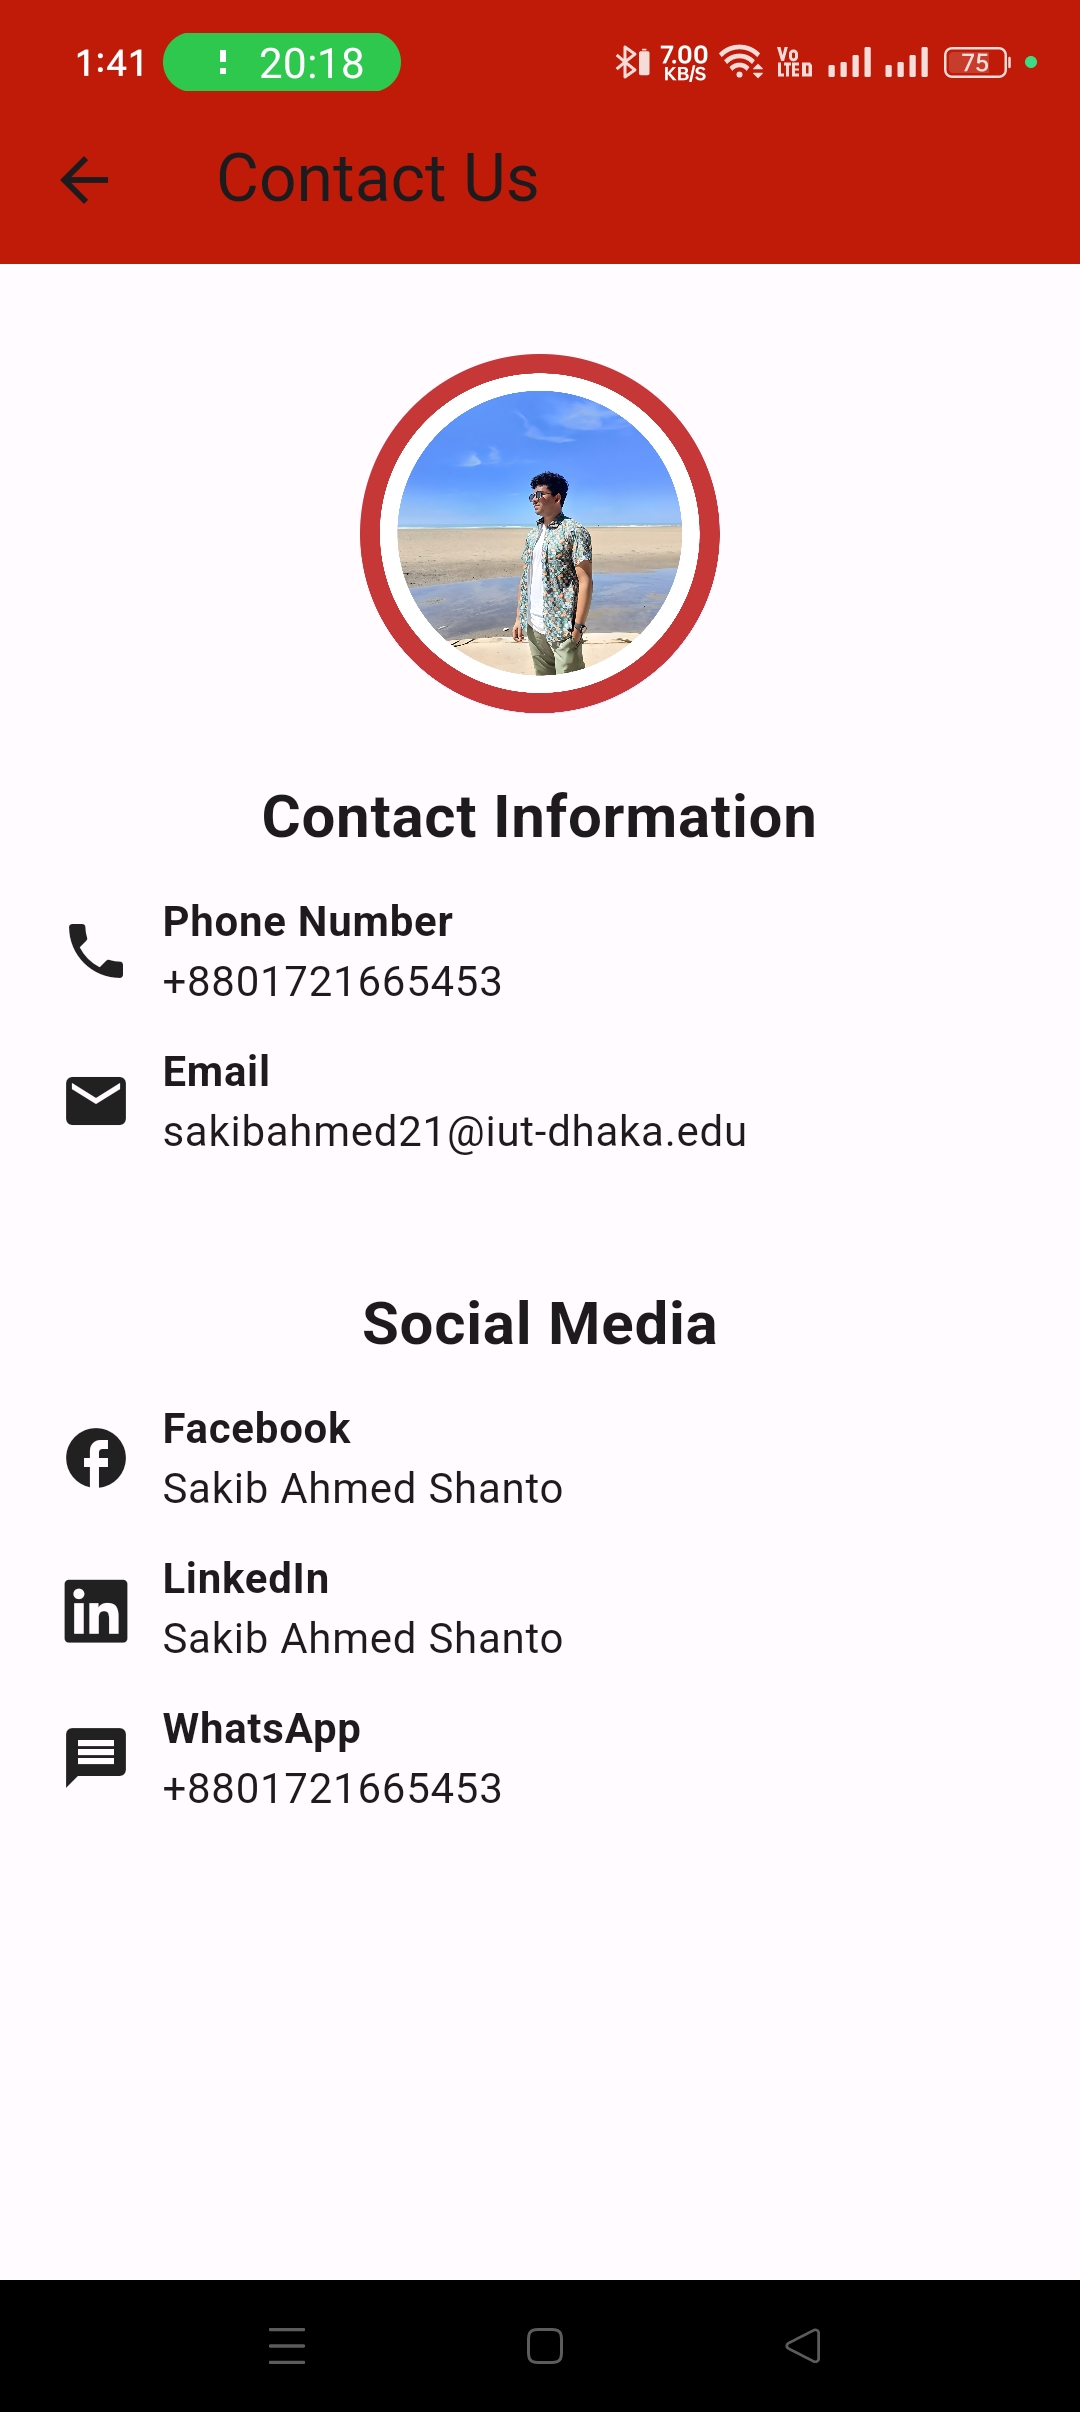 1:41 20:18 7.00 KB/S Vo LTE D 75
Contact Us
Contact Information
Phone Number
+8801721665453
Email
sakibahmed21@iut-dhaka.edu
Social Media
Facebook
Sakib Ahmed Shanto
LinkedIn
Sakib Ahmed Shanto
WhatsApp
+8801721665453